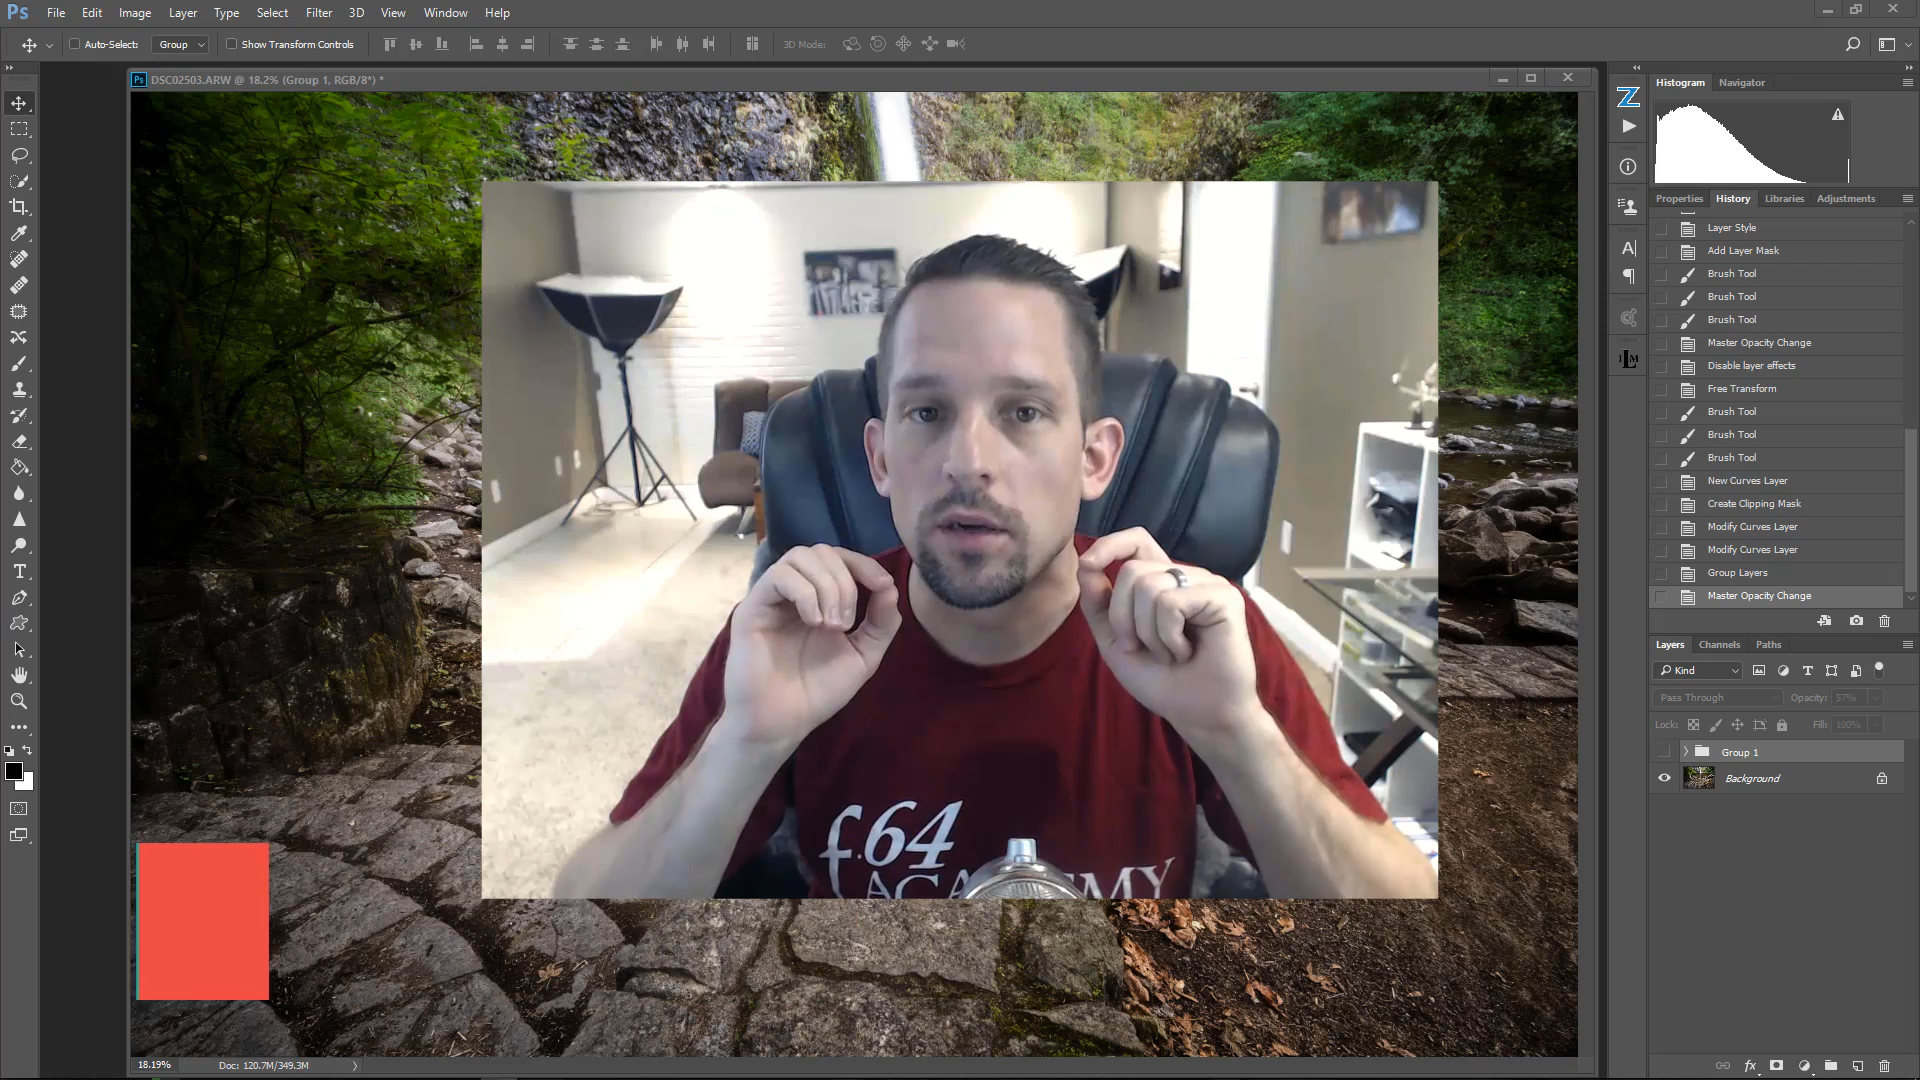 Ps File Edit Image Layer Type Select Filter 3D View Window Help
Auto-Select: Group Show Transform Controls 3D Mode:
Ps DSC02503.ARW @ 18.2% (Group 1, RGB/8*) *
Histogram Navigator
Properties History Libraries Adjustments
Layer Style
Add Layer Mask
Brush Tool
Brush Tool
Brush Tool
Master Opacity Change
Disable layer effects
Free Transform
Brush Tool
Brush Tool
Brush Tool
New Curves Layer
Create Clipping Mask
Modify Curves Layer
Modify Curves Layer
Group Layers
Master Opacity Change
Layers Channels Paths
Kind
Pass Through Opacity: 57%
Lock: Fill: 100%
Group 1
Background
f.64
ACADEMY
18.19% Doc: 120.7M/349.3M
fx